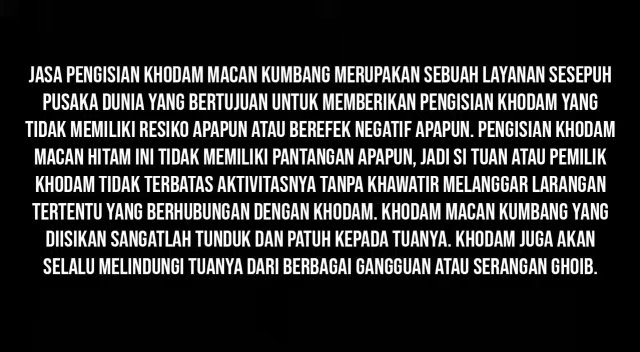 JASA PENGISIAN KHODAM MACAN KUMBANG MERUPAKAN SEBUAH LAYANAN SESEPUH
PUSAKA DUNIA YANG BERTUJUAN UNTUK MEMBERIKAN PENGISIAN KHODAM YANG
TIDAK MEMILIKI RESIKO APAPUN ATAU BEREFEK NEGATIF APAPUN. PENGISIAN KHODAM
MACAN HITAM INI TIDAK MEMILIKI PANTANGAN APAPUN, JADI SI TUAN ATAU PEMILIK
KHODAM TIDAK TERBATAS AKTIVITASNYA TANPA KHAWATIR MELANGGAR LARANGAN
TERTENTU YANG BERHUBUNGAN DENGAN KHODAM. KHODAM MACAN KUMBANG YANG
DIISIKAN SANGATLAH TUNDUK DAN PATUH KEPADA TUANYA. KHODAM JUGA AKAN
SELALU MELINDUNGI TUANYA DARI BERBAGAI GANGGUAN ATAU SERANGAN GHOIB.